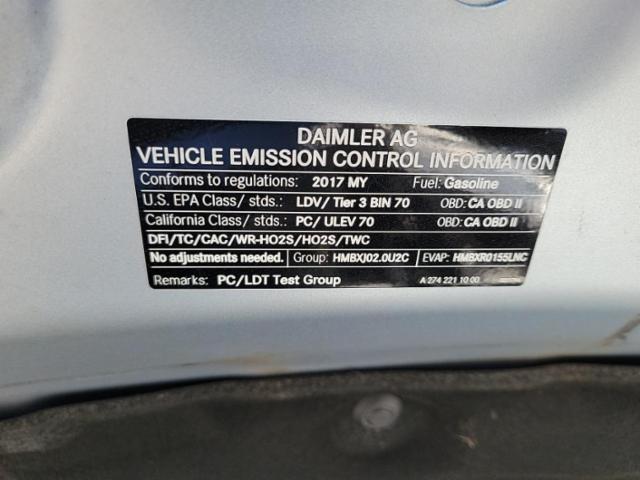 DAIMLER AG
VEHICLE EMISSION CONTROL INFORMATION
Conforms to regulations: 2017 MY Fuel: Gasoline
U.S. EPA Class/ stds.: LDV/ Tier 3 BIN 70 OBD: CA OBD II
California Class/ stds.: PC/ ULEV 70 OBD: CA OBD II
DFI/TC/CAC/WR-HO2S/HO2S/TWC
No adjustments needed. Group: HMBXJ02.0U2C EVAP: HMBXR0155LNC
Remarks: PC/LDT Test Group A 274 221 10 00